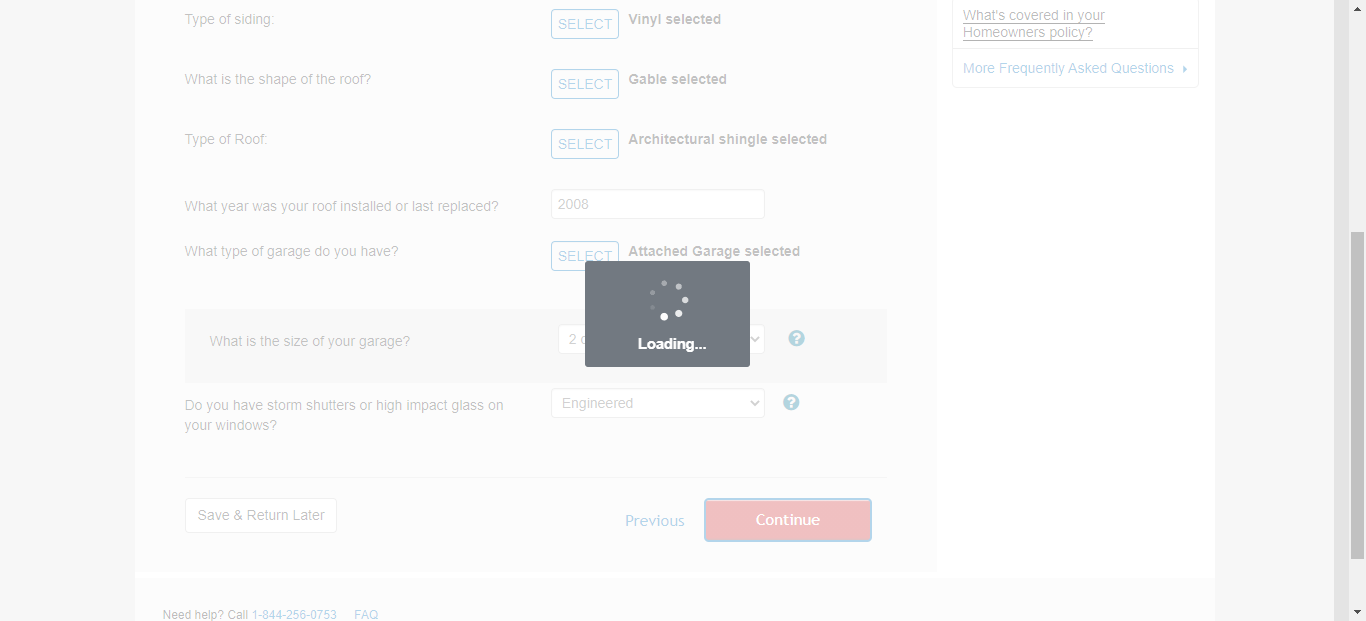 Type of siding:
SELECT
Vinyl selected
What's covered in your
Homeowners policy?
More Frequently Asked Questions
What is the shape of the roof?
SELECT
Gable selected
Type of Roof:
SELECT
Architectural shingle selected
What year was your roof installed or last replaced?
2008
What type of garage do you have?
SELECT
Attached Garage selected
What is the size of your garage?
2
Loading...
Do you have storm shutters or high impact glass on
your windows?
Engineered
Save & Return Later
Previous
Continue
Need help? Call 1-844-256-0753 FAQ